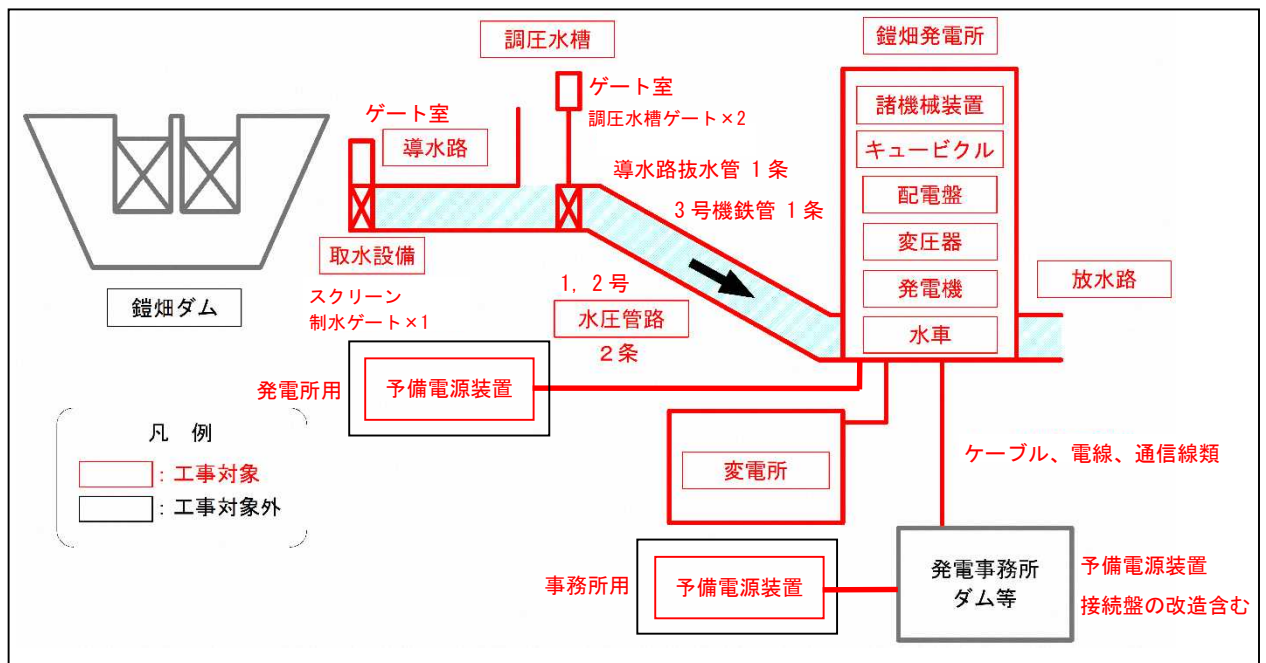 調圧水槽
鎧畑発電所
ゲート室
調圧水槽ゲート×2
ゲート室
導水路
諸機械装置
キュービクル
配電盤
変圧器
発電機
水車
導水路抜水管 1条
3号機鉄管 1条
放水路
取水設備
スクリーン
制水ゲート×1
鎧畑ダム
1, 2号
水圧管路
2条
発電所用
予備電源装置
凡 例
: 工事対象
: 工事対象外
変電所
ケーブル、電線、通信線類
事務所用
予備電源装置
発電事務所
ダム等
予備電源装置
接続盤の改造含む